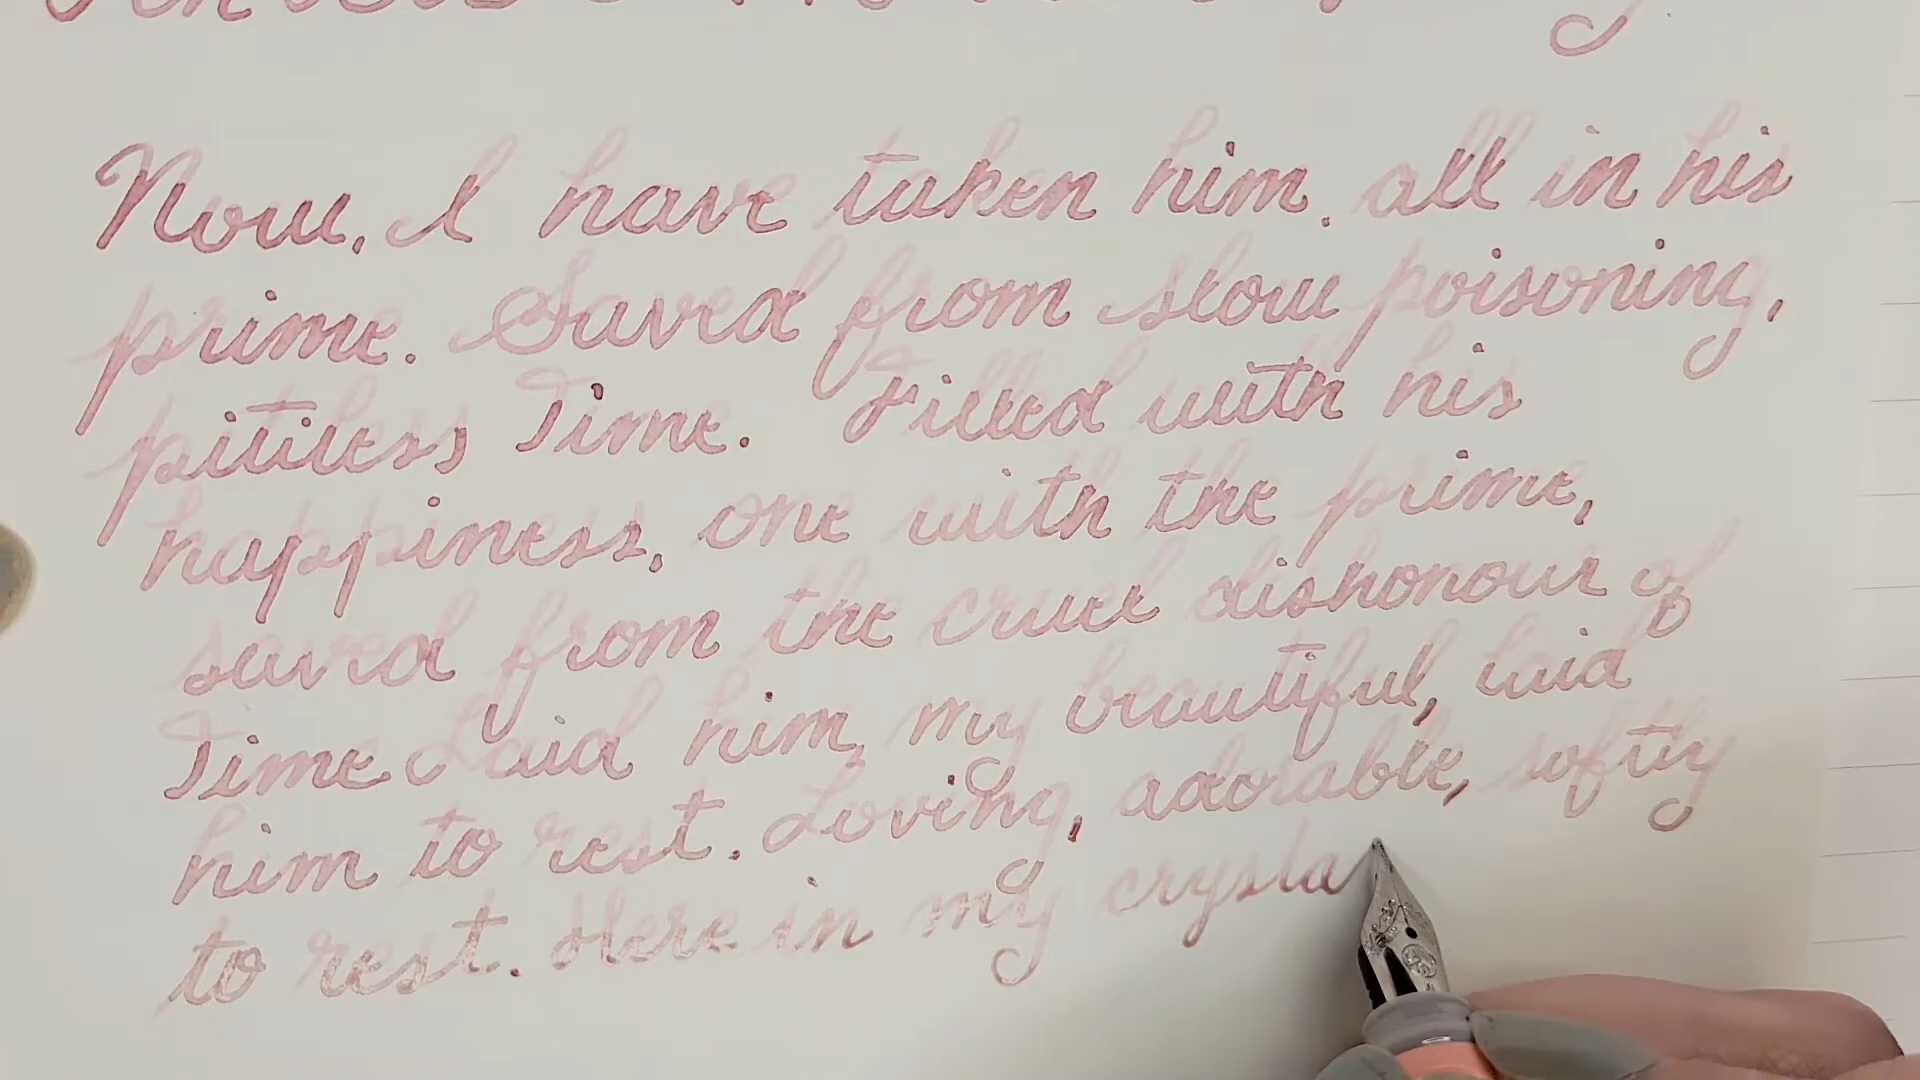 Now, I have taken him, all in his
prime. Saved from slow poisoning,
pitiless Time. Filled with his
happiness, one with the prime,
saved from the cruel dishonour of
Time. Laid him, my beautiful, laid
him to rest. Loving, adorable, softly
to rest. Here in my crysta